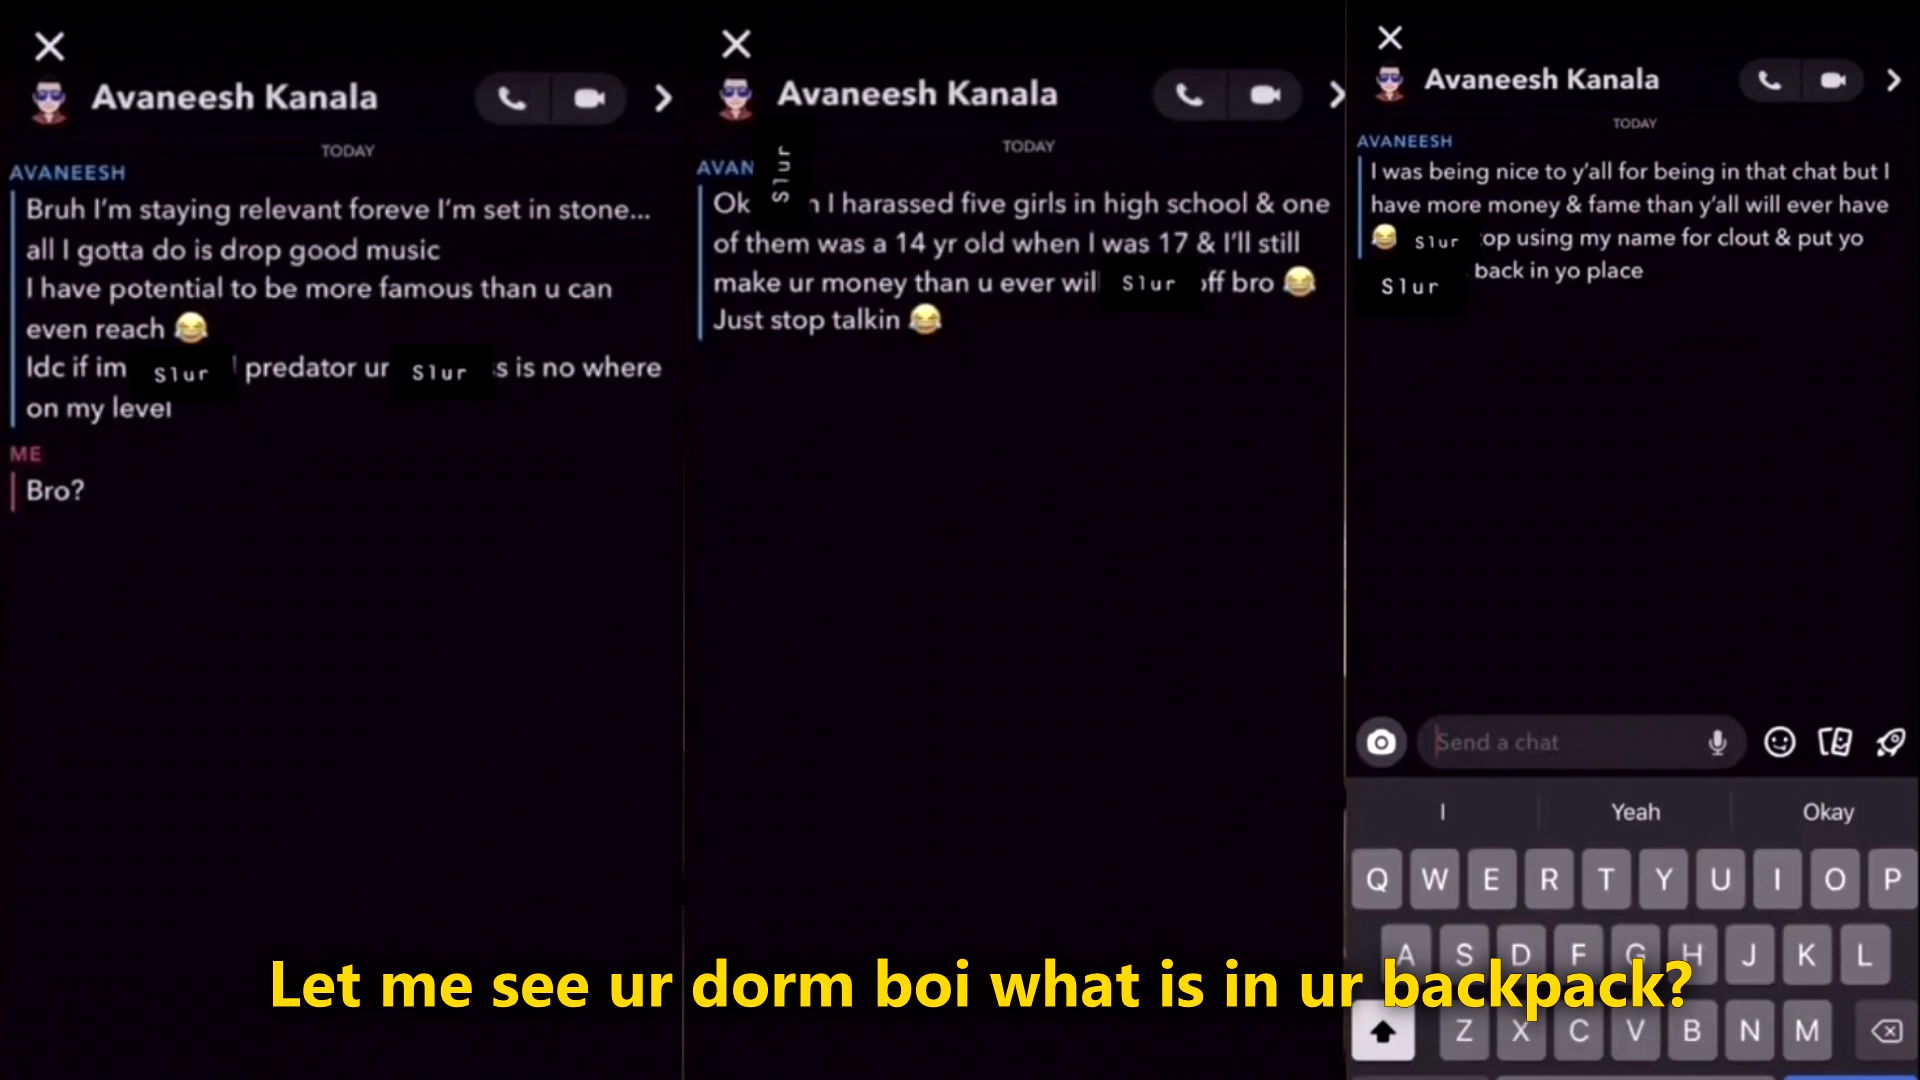 Avaneesh Kanala
TODAY
AVANEESH
Bruh I'm staying relevant foreve I'm set in stone...
all I gotta do is drop good music
I have potential to be more famous than u can
even reach 😂
Idc if im Slur predator ur Slur s is no where
on my level
ME
Bro?
Avaneesh Kanala
TODAY
AVAN
Slur
Ok n I harassed five girls in high school & one
of them was a 14 yr old when I was 17 & I'll still
make ur money than u ever will Slur off bro 😂
Just stop talkin 😂
Avaneesh Kanala
TODAY
AVANEESH
I was being nice to y'all for being in that chat but I
have more money & fame than y'all will ever have
😂 Slur top using my name for clout & put yo
Slur back in yo place
Send a chat
I Yeah Okay
Q W E R T Y U I O P
A S D F G H J K L
Z X C V B N M
Let me see ur dorm boi what is in ur backpack?